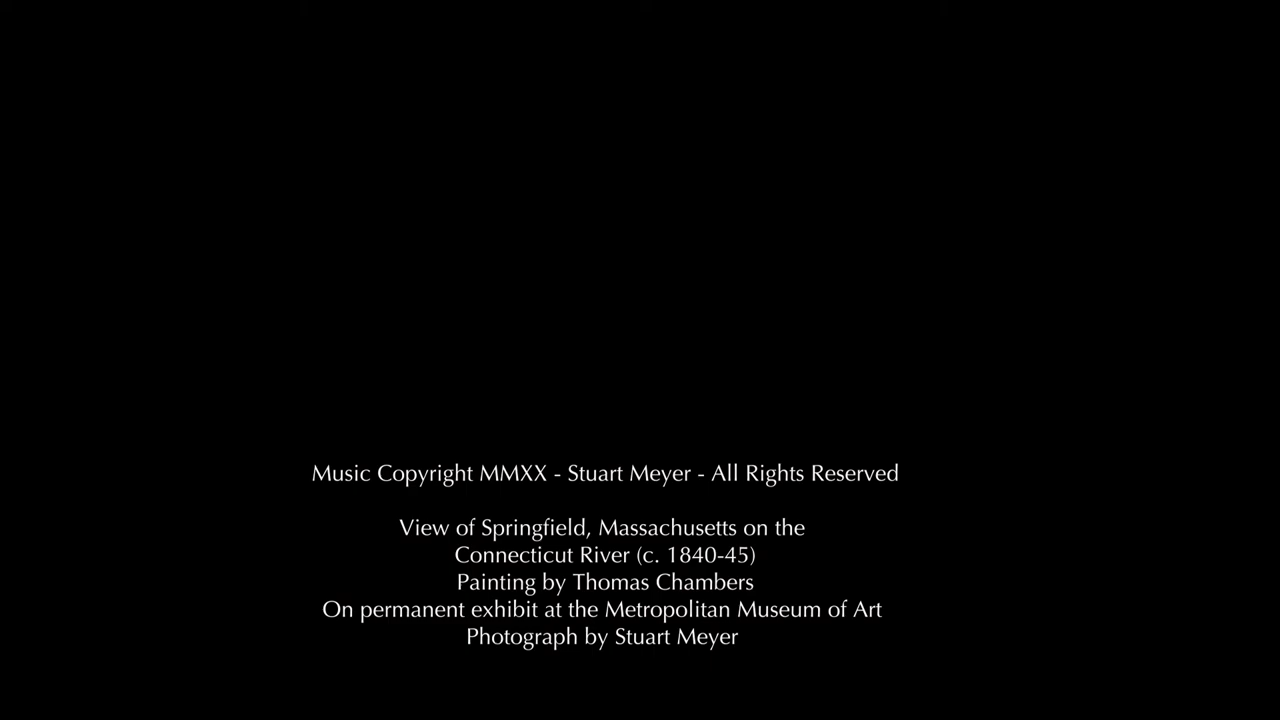 Music Copyright MMXX - Stuart Meyer - All Rights Reserved
View of Springfield, Massachusetts on the
Connecticut River (c. 1840-45)
Painting by Thomas Chambers
On permanent exhibit at the Metropolitan Museum of Art
Photograph by Stuart Meyer